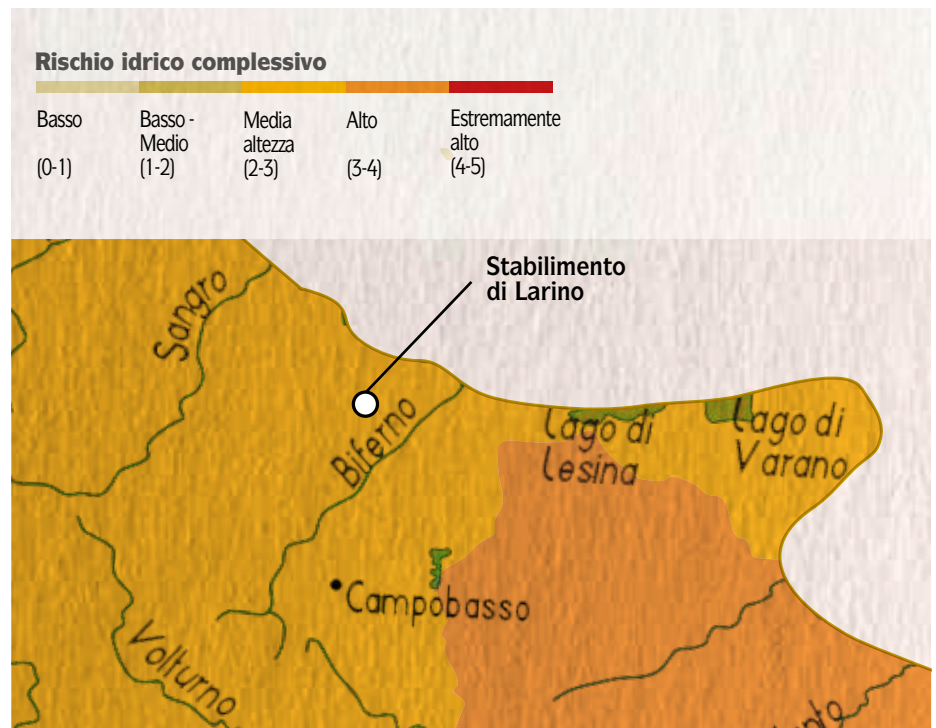 Rischio idrico complessivo
Basso
(0-1)
Basso -
Medio
(1-2)
Media
altezza
(2-3)
Alto
(3-4)
Estremamente
alto
(4-5)
Stabilimento
di Larino
Sangro
Biferno
Lago di
Lesina
Lago di
Varano
Campobasso
Volturno